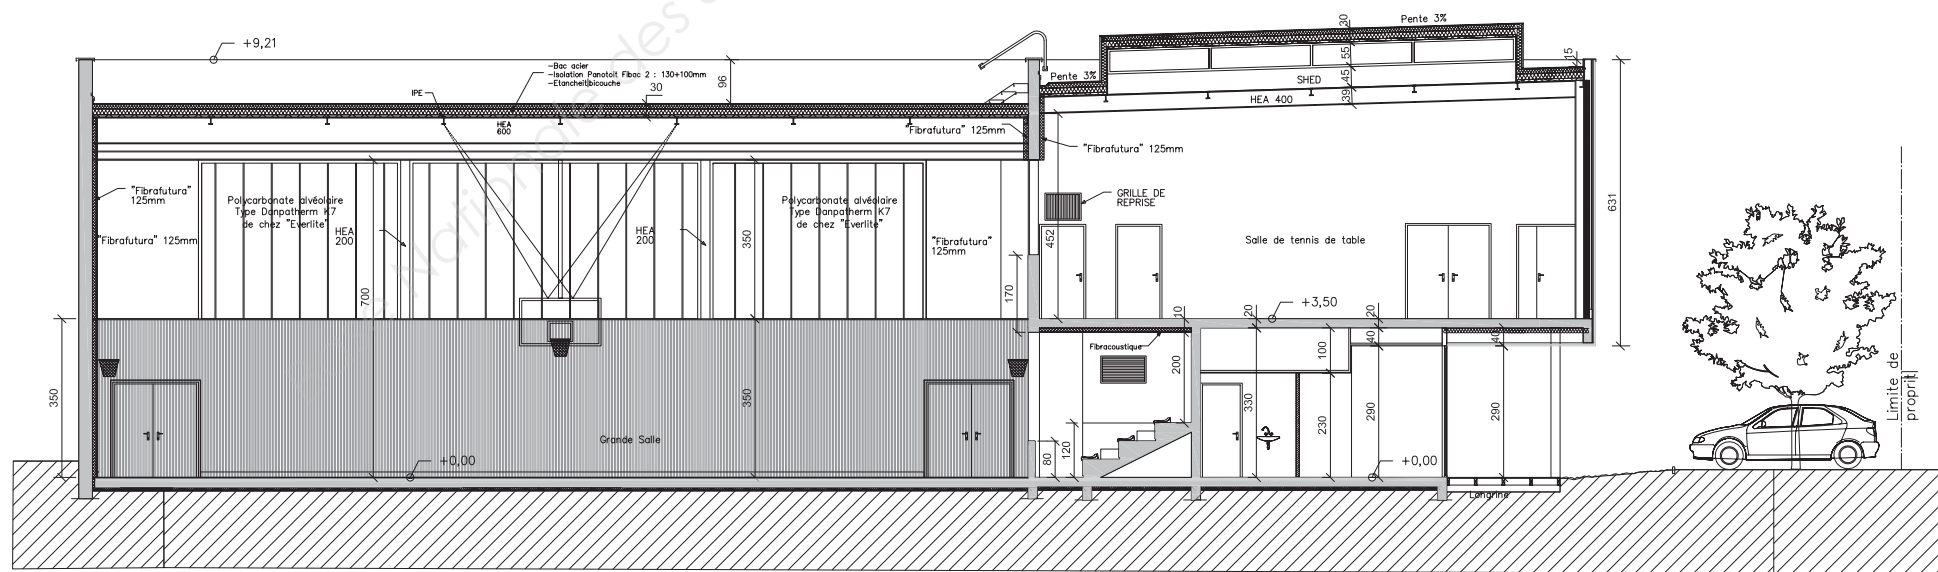 +9,21
96
-Bac acier
-Isolation Panotoit Fibac 2 : 130+100mm
-Etancheitbicouche
30
IPE
HEA
600
"Fibrafutura" 125mm
Pente 3%
30
Pente 3%
55
45
39
15
SHED
HEA 400
"Fibrafutura" 125mm
"Fibrafutura"
125mm
"Fibrafutura" 125mm
Polycarbonate alvéolaire
Type Danpatherm K7
de chez "Everlite"
HEA
200
700
350
HEA
200
Polycarbonate alvéolaire
Type Danpatherm K7
de chez "Everlite"
"Fibrafutura"
125mm
170
452
GRILLE DE
REPRISE
Salle de tennis de table
631
+3,50
10
20
20
350
350
Grande Salle
+0,00
80
120
Fibracoustique
200
330
100
230
40
290
40
290
+0,00
Longrine
Limite de
proprit
Nationale des